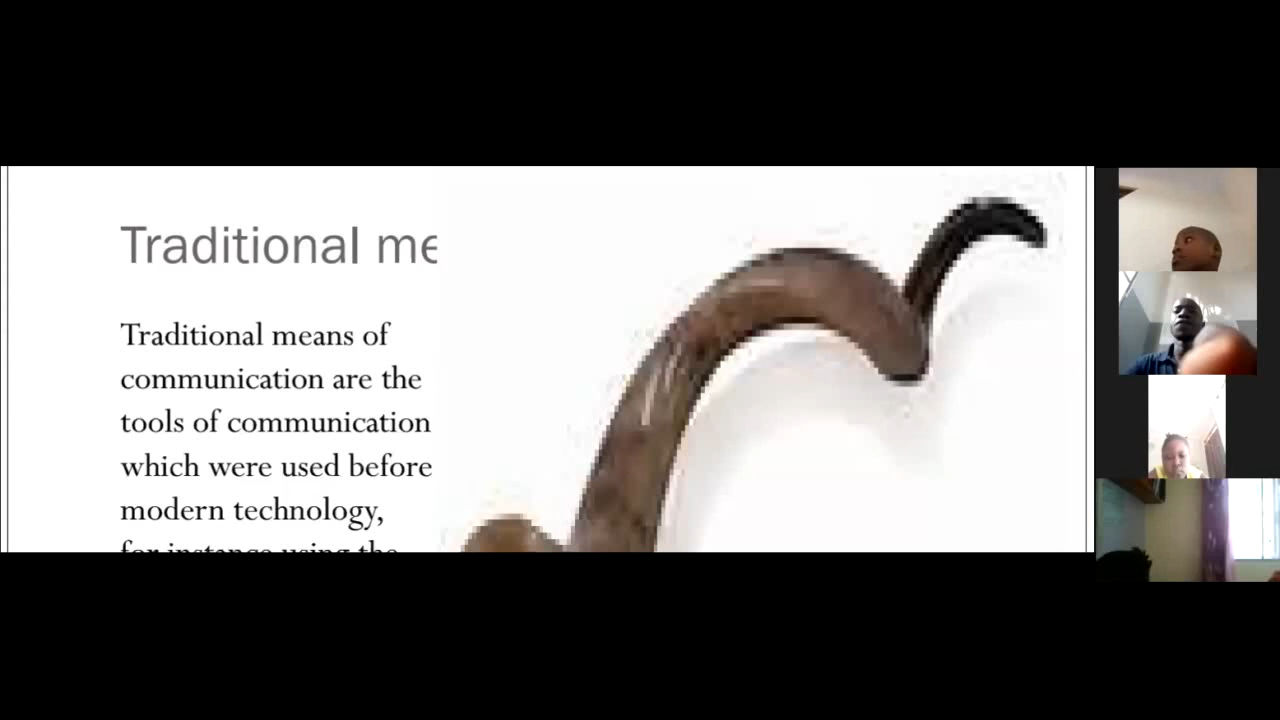 Traditional me
Traditional means of
communication are the
tools of communication
which were used before
modern technology,
for instance using the